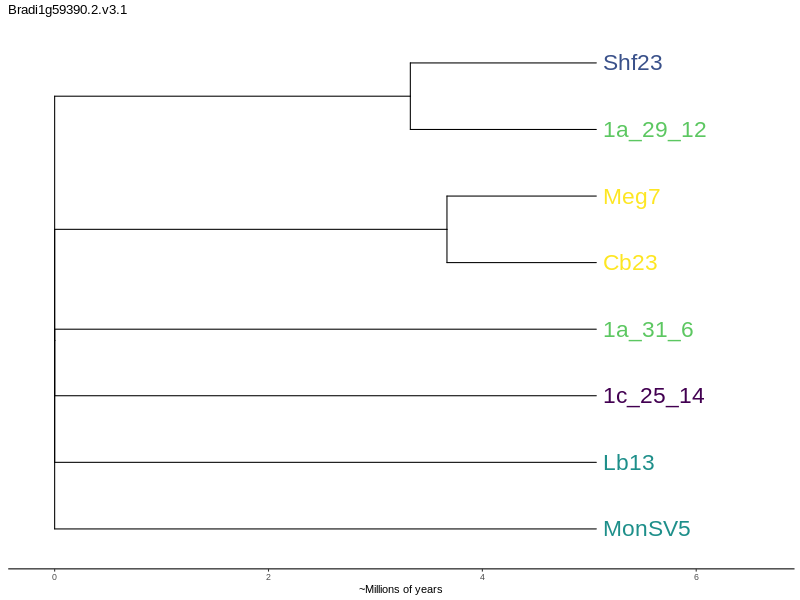 Bradi1g59390.2.v3.1
Shf23
1a_29_12
Meg7
Cb23
1a_31_6
1c_25_14
Lb13
MonSV5
0 2 4 6
~Millions of years